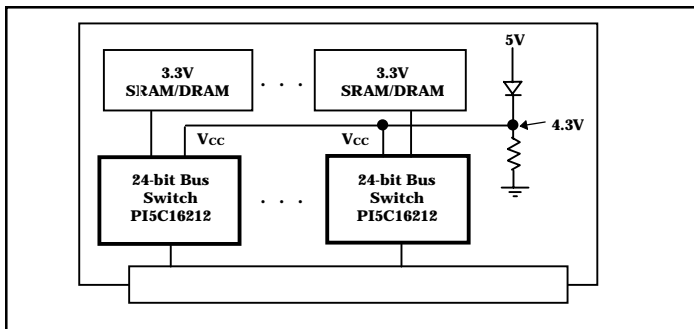 5V
3.3V
SRAM/DRAM
. . .
3.3V
SRAM/DRAM
4.3V
VCC
VCC
24-bit Bus
Switch
PI5C16212
. . .
24-bit Bus
Switch
PI5C16212